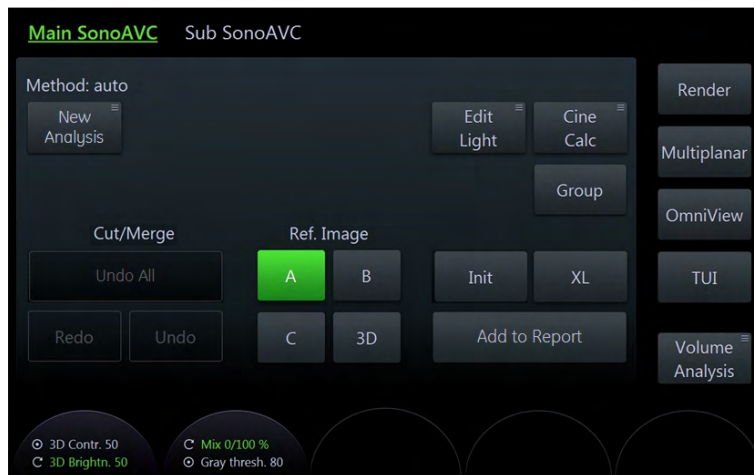 Main SonoAVC
Sub SonoAVC
Method: auto
New
Analysis
Edit
Light
Cine
Calc
Render
Multiplanar
Group
OmniView
Cut/Merge
Ref. Image
Undo All
A
B
Init
XL
TUI
Redo
Undo
C
3D
Add to Report
Volume
Analysis
3D Contr. 50
3D Brightn. 50
Mix 0/100 %
Gray thresh. 80